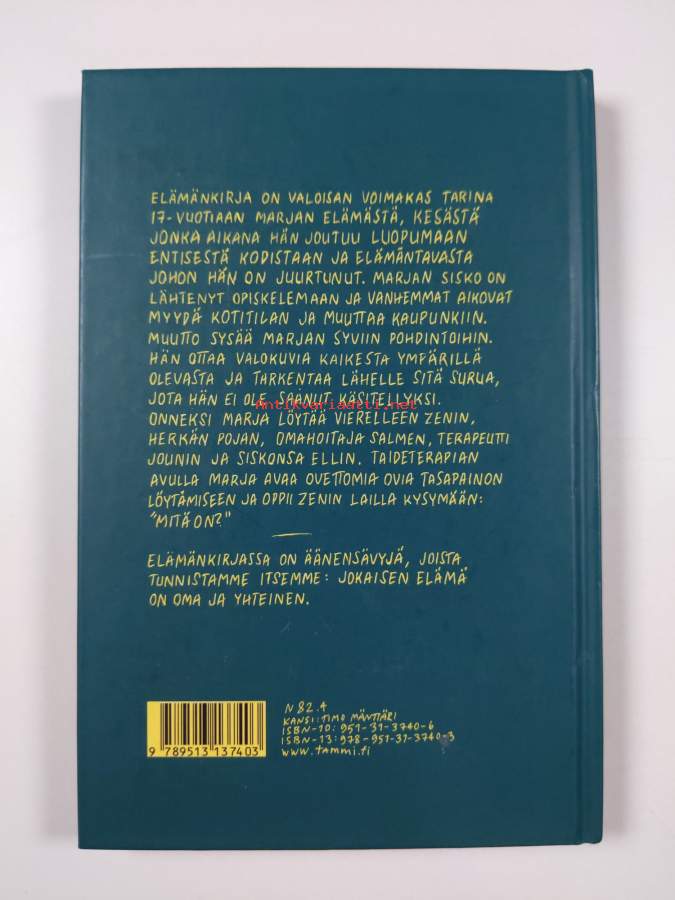 ELÄMÄNKIRJA ON VALOISAN VOIMAKAS TARINA
17-VUOTIAAN MARJAN ELÄMÄSTÄ, KESÄSTÄ
JONKA AIKANA HÄN JOUTUU LUOPUMAAN
ENTISESTÄ KODISTAAN JA ELÄMÄNTAVASTA
JOHON HÄN ON JUURTUNUT. MARJAN SISKO ON
LÄHTENYT OPISKELEMAAN JA VANHEMMAT AIKOVAT
MYYDÄ KOTITILAN JA MUUTTAA KAUPUNKIIN.
MUUTTO SYSÄÄ MARJAN SYVIIN POHDINTOIHIN.
HÄN OTTAA VALOKUVIA KAIKESTA YMPÄRILLÄ
OLEVASTA JA TARKENTAA LÄHELLE SITÄ SURUA,
JOTA HÄN EI OLE SAANUT KÄSITELLYKSI.
Antikvariaatti.net
ONNEKSI MARJA LÖYTÄÄ VIERELLEEN ZENIN,
HERKÄN POJAN, OMAHOITAJA SALMEN, TERAPEUTTI
JOUNIN JA SISKONSA ELLIN. TAIDETERAPIAN
AVULLA MARJA AVAA OVETTOMIA OVIA TASAPAINON
LÖYTÄMISEEN JA OPPII ZENIN LAILLA KYSYMÄÄN:
"MITÄ ON?"
ELÄMÄNKIRJASSA ON ÄÄNENSÄVYJÄ, JOISTA
TUNNISTAMME ITSEMME: JOKAISEN ELÄMÄ
ON OMA JA YHTEINEN.
N 82.4
KANSI: TIMO MÄNTTÄRI
ISBN-10: 951-31-3740-6
ISBN-13: 978-951-31-3740-3
www.tammi.fi
9 789513 137403